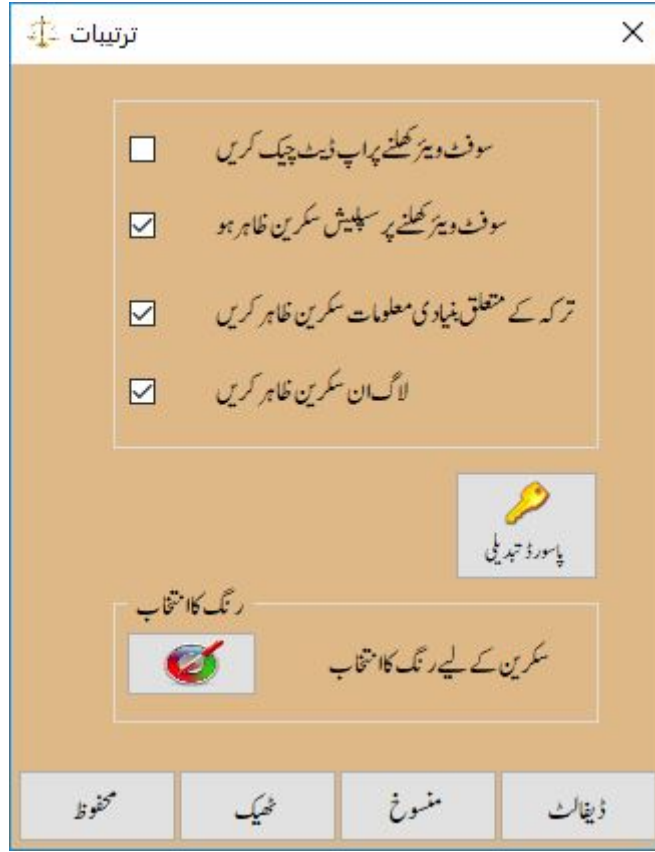 ترتیبات
سوفٹ ویئر کھلنے پر اپ ڈیٹ چیک کریں
سوفٹ ویئر کھلنے پر سپلیش سکرین ظاہر ہو
ترکہ کے متعلق بنیادی معلومات سکرین ظاہر کریں
لاگ ان سکرین ظاہر کریں
پاسورڈ تبدیلی
رنگ کا انتخاب
سکرین کے لیے رنگ کا انتخاب
ڈیفالٹ
منسوخ
ٹھیک
محفوظ